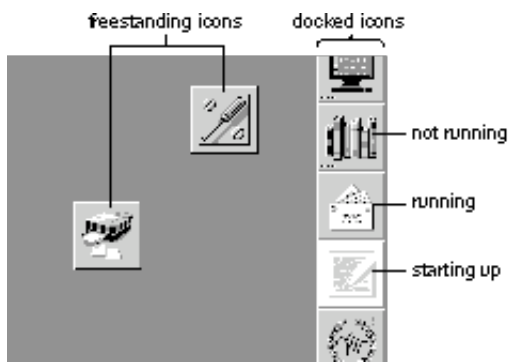 freestanding icons
docked icons
not running
running
starting up